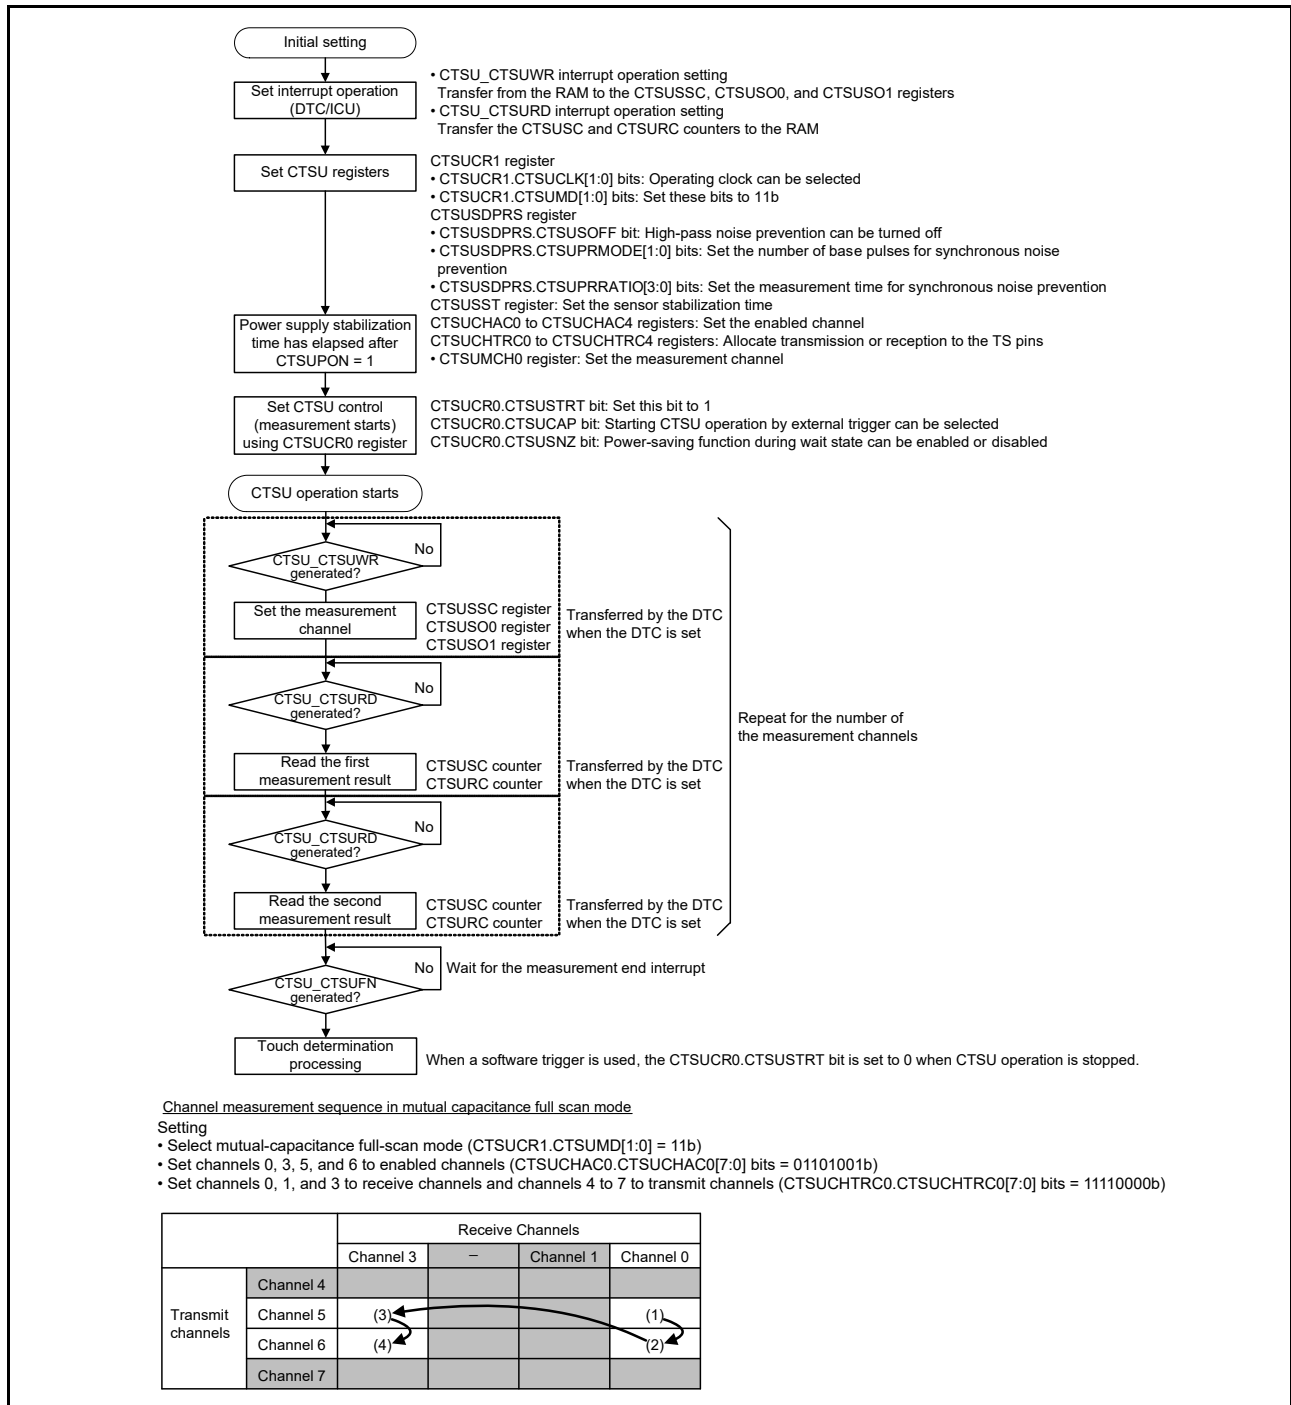 Initial setting
Set interrupt operation
(DTC/ICU)
• CTSU_CTSUWR interrupt operation setting
Transfer from the RAM to the CTSUSSC, CTSUSO0, and CTSUSO1 registers
• CTSU_CTSURD interrupt operation setting
Transfer the CTSUSC and CTSURC counters to the RAM
Set CTSU registers
CTSUCR1 register
• CTSUCR1.CTSUCLK[1:0] bits: Operating clock can be selected
• CTSUCR1.CTSUMD[1:0] bits: Set these bits to 11b
CTSUSDPRS register
• CTSUSDPRS.CTSUSOFF bit: High-pass noise prevention can be turned off
• CTSUSDPRS.CTSUPRMODE[1:0] bits: Set the number of base pulses for synchronous noise
prevention
• CTSUSDPRS.CTSUPRRATIO[3:0] bits: Set the measurement time for synchronous noise prevention
CTSUSST register: Set the sensor stabilization time
CTSUCHAC0 to CTSUCHAC4 registers: Set the enabled channel
CTSUCHTRC0 to CTSUCHTRC4 registers: Allocate transmission or reception to the TS pins
• CTSUMCH0 register: Set the measurement channel
Power supply stabilization
time has elapsed after
CTSUPON = 1
Set CTSU control
(measurement starts)
using CTSUCR0 register
CTSUCR0.CTSUSTRT bit: Set this bit to 1
CTSUCR0.CTSUCAP bit: Starting CTSU operation by external trigger can be selected
CTSUCR0.CTSUSNZ bit: Power-saving function during wait state can be enabled or disabled
CTSU operation starts
CTSU_CTSUWR
generated?
No
Set the measurement
channel
CTSUSSC register
CTSUSO0 register
CTSUSO1 register
Transferred by the DTC
when the DTC is set
CTSU_CTSURD
generated?
No
Read the first
measurement result
CTSUSC counter
CTSURC counter
Transferred by the DTC
when the DTC is set
Repeat for the number of
the measurement channels
CTSU_CTSURD
generated?
No
Read the second
measurement result
CTSUSC counter
CTSURC counter
Transferred by the DTC
when the DTC is set
CTSU_CTSUFN
generated?
No
Wait for the measurement end interrupt
Touch determination
processing
When a software trigger is used, the CTSUCR0.CTSUSTRT bit is set to 0 when CTSU operation is stopped.
Channel measurement sequence in mutual capacitance full scan mode
Setting
• Select mutual-capacitance full-scan mode (CTSUCR1.CTSUMD[1:0] = 11b)
• Set channels 0, 3, 5, and 6 to enabled channels (CTSUCHAC0.CTSUCHAC0[7:0] bits = 01101001b)
• Set channels 0, 1, and 3 to receive channels and channels 4 to 7 to transmit channels (CTSUCHTRC0.CTSUCHTRC0[7:0] bits = 11110000b)
Receive Channels
Channel 3 – Channel 1 Channel 0
Transmit
channels
Channel 4
Channel 5 (3) (1)
Channel 6 (4) (2)
Channel 7